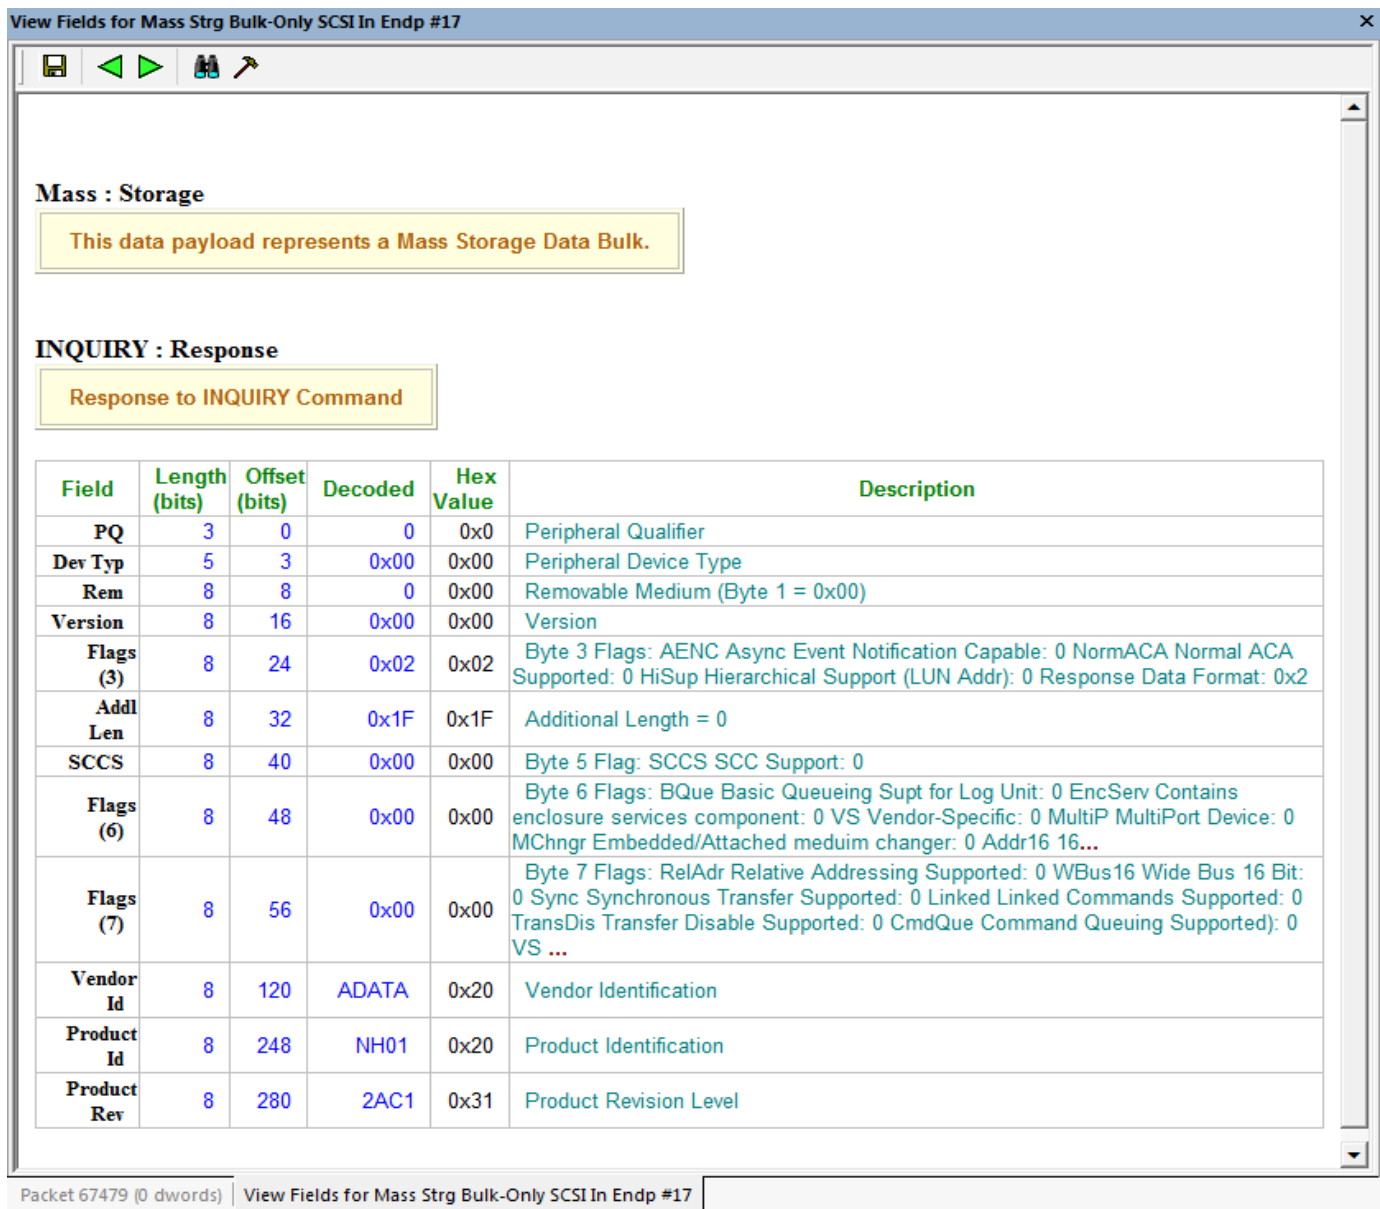 View Fields for Mass Strg Bulk-Only SCSI In Endp #17
Mass : Storage
This data payload represents a Mass Storage Data Bulk.
INQUIRY : Response
Response to INQUIRY Command
Field Length (bits) Offset (bits) Decoded Hex Value Description
PQ 3 0 0 0x0 Peripheral Qualifier
Dev Typ 5 3 0x00 0x00 Peripheral Device Type
Rem 8 8 0 0x00 Removable Medium (Byte 1 = 0x00)
Version 8 16 0x00 0x00 Version
Flags (3) 8 24 0x02 0x02 Byte 3 Flags: AENC Async Event Notification Capable: 0 NormACA Normal ACA
Supported: 0 HiSup Hierarchical Support (LUN Addr): 0 Response Data Format: 0x2
Addl Len 8 32 0x1F 0x1F Additional Length = 0
SCCS 8 40 0x00 0x00 Byte 5 Flag: SCCS SCC Support: 0
Flags (6) 8 48 0x00 0x00 Byte 6 Flags: BQue Basic Queueing Supt for Log Unit: 0 EncServ Contains
enclosure services component: 0 VS Vendor-Specific: 0 MultiP MultiPort Device: 0
MChngr Embedded/Attached meduim changer: 0 Addr16 16...
Flags (7) 8 56 0x00 0x00 Byte 7 Flags: RelAdr Relative Addressing Supported: 0 WBus16 Wide Bus 16 Bit:
0 Sync Synchronous Transfer Supported: 0 Linked Linked Commands Supported: 0
TransDis Transfer Disable Supported: 0 CmdQue Command Queuing Supported): 0
VS ...
Vendor Id 8 120 ADATA 0x20 Vendor Identification
Product Id 8 248 NH01 0x20 Product Identification
Product Rev 8 280 2AC1 0x31 Product Revision Level
Packet 67479 (0 dwords) View Fields for Mass Strg Bulk-Only SCSI In Endp #17